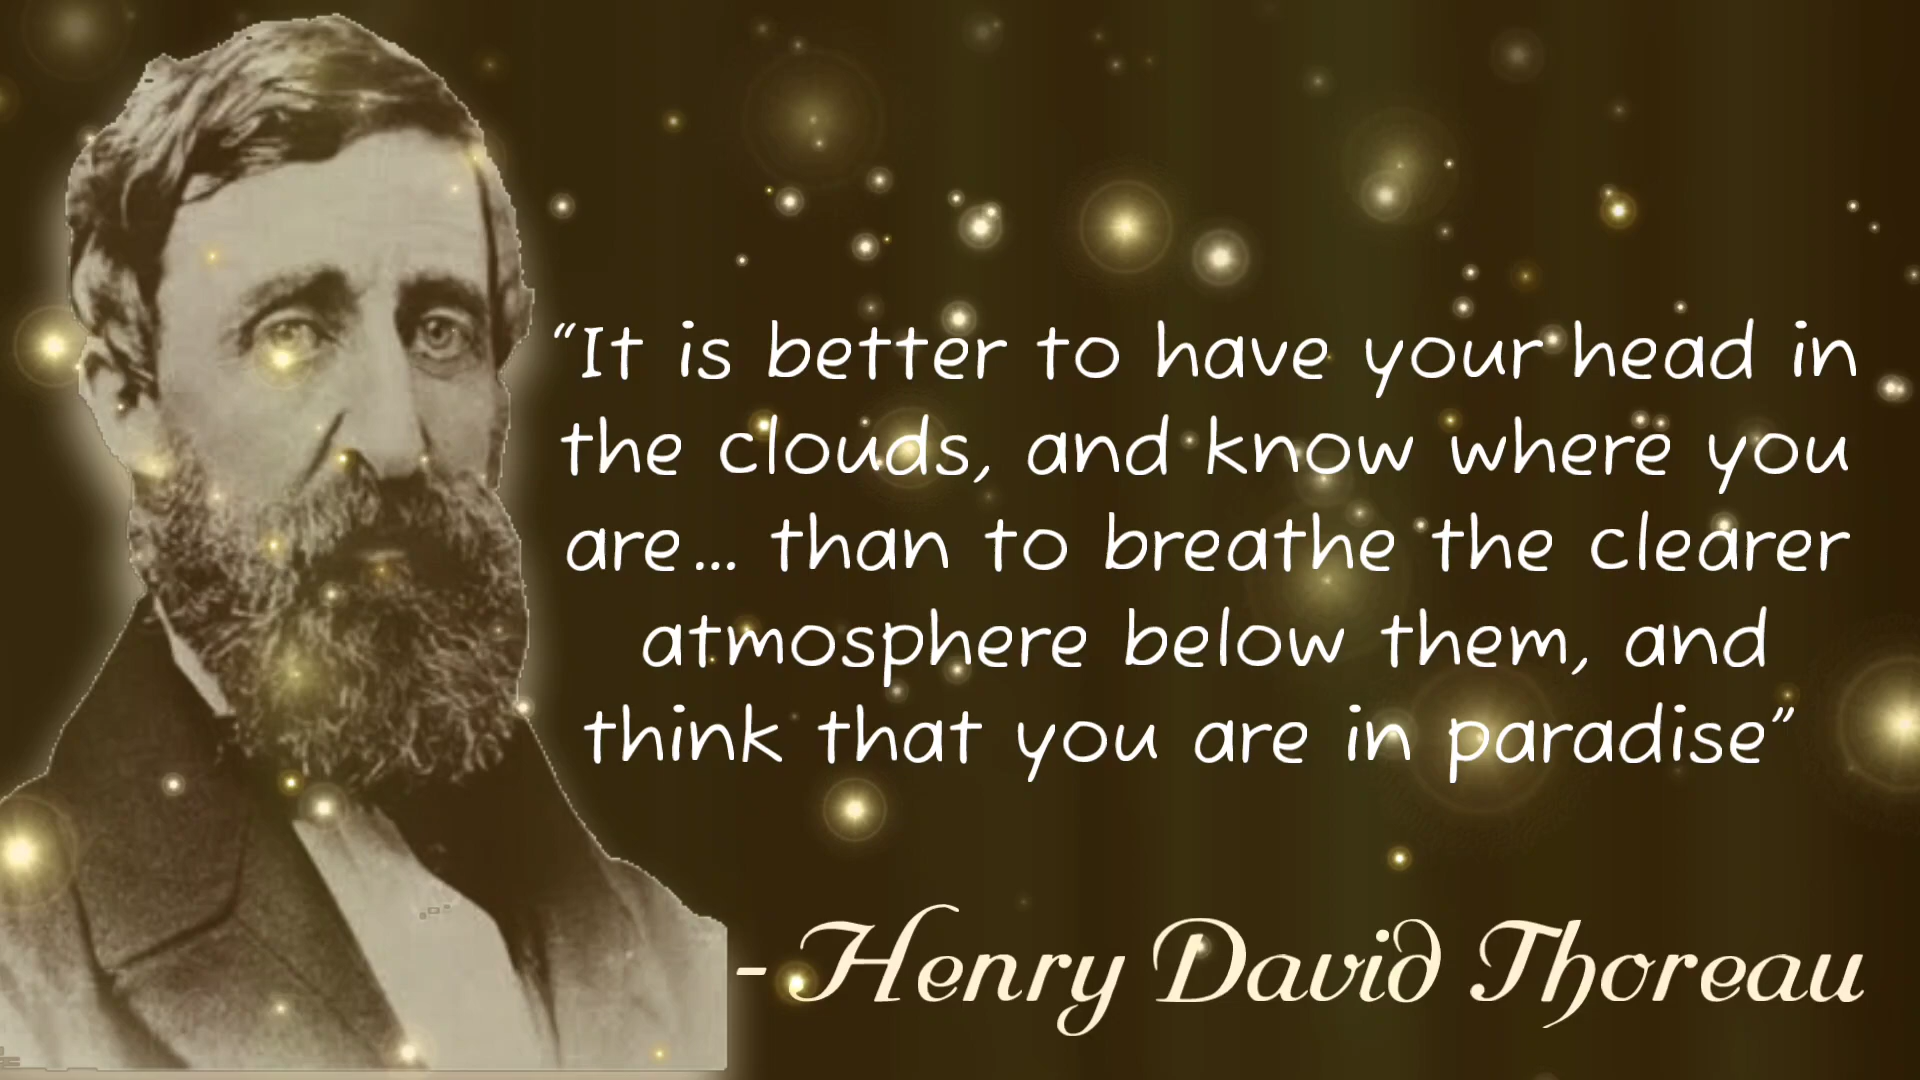 “It is better to have your head in
the clouds, and know where you
are... than to breathe the clearer
atmosphere below them, and
think that you are in paradise”
- Henry David Thoreau